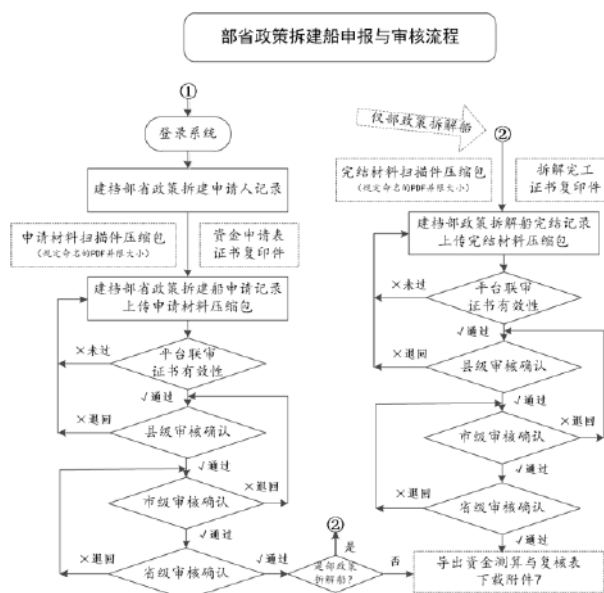 部省政策拆建船申报与审核流程
①
登录系统
建档部省政策拆建申请人记录
申请材料扫描件压缩包
(规定命名的PDF并限大小)
资金申请表
证书复印件
建档部省政策拆建船申请记录
上传申请材料压缩包
×未过
平台联审
证书有效性
√通过
×退回
县级审核确认
√通过
市级审核确认
×退回
√通过
×退回
省级审核确认
√通过
是部政策
拆解船?
是
②
否
仅部政策拆解船
②
完结材料扫描件压缩包
(规定命名的PDF并限大小)
拆解完工
证书复印件
建档部政策拆解船完结记录
上传完结材料压缩包
×未过
平台联审
证书有效性
√通过
×退回
县级审核确认
√通过
市级审核确认
×退回
√通过
×退回
省级审核确认
√通过
导出资金测算与复核表
下载附件7